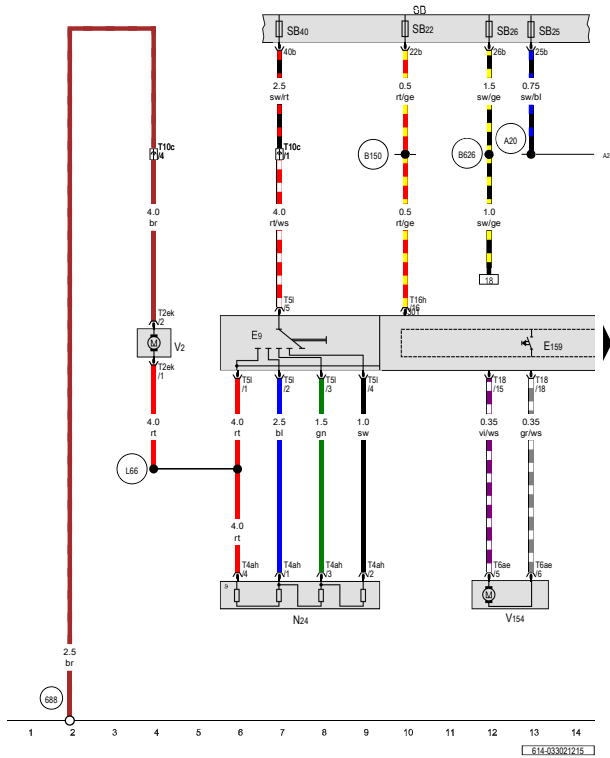 SB
SB40
SB22
SB26
SB25
40b
22b
26b
25b
2.5
sw/rt
0.5
rt/ge
1.5
sw/ge
0.75
sw/bl
T10c
/4
T10c
/1
B150
B626
A20
A2
4.0
br
4.0
rt/ws
0.5
rt/ge
1.0
sw/ge
18
T2ek
/2
T5l
/5
T16h
/16
J301
V2
M
E9
E159
T2ek
/1
T5l
/1
T5l
/2
T5l
/3
T5l
/4
T18
/15
T18
/18
4.0
rt
4.0
rt
2.5
bl
1.5
gn
1.0
sw
0.35
vi/ws
0.35
gr/ws
L66
4.0
rt
T4ah
/4
T4ah
/1
T4ah
/3
T4ah
/2
T6ae
/5
T6ae
/6
M
N24
V154
2.5
br
688
1 2 3 4 5 6 7 8 9 10 11 12 13 14
614-033021215